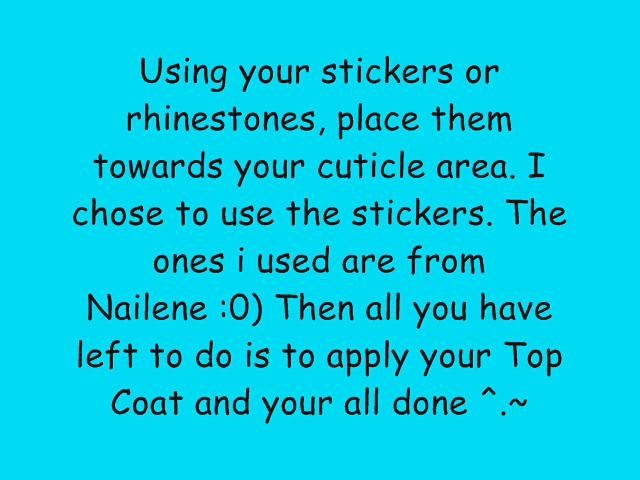 Using your stickers or
rhinestones, place them
towards your cuticle area. I
chose to use the stickers. The
ones i used are from
Nailene :0) Then all you have
left to do is to apply your Top
Coat and your all done ^.~